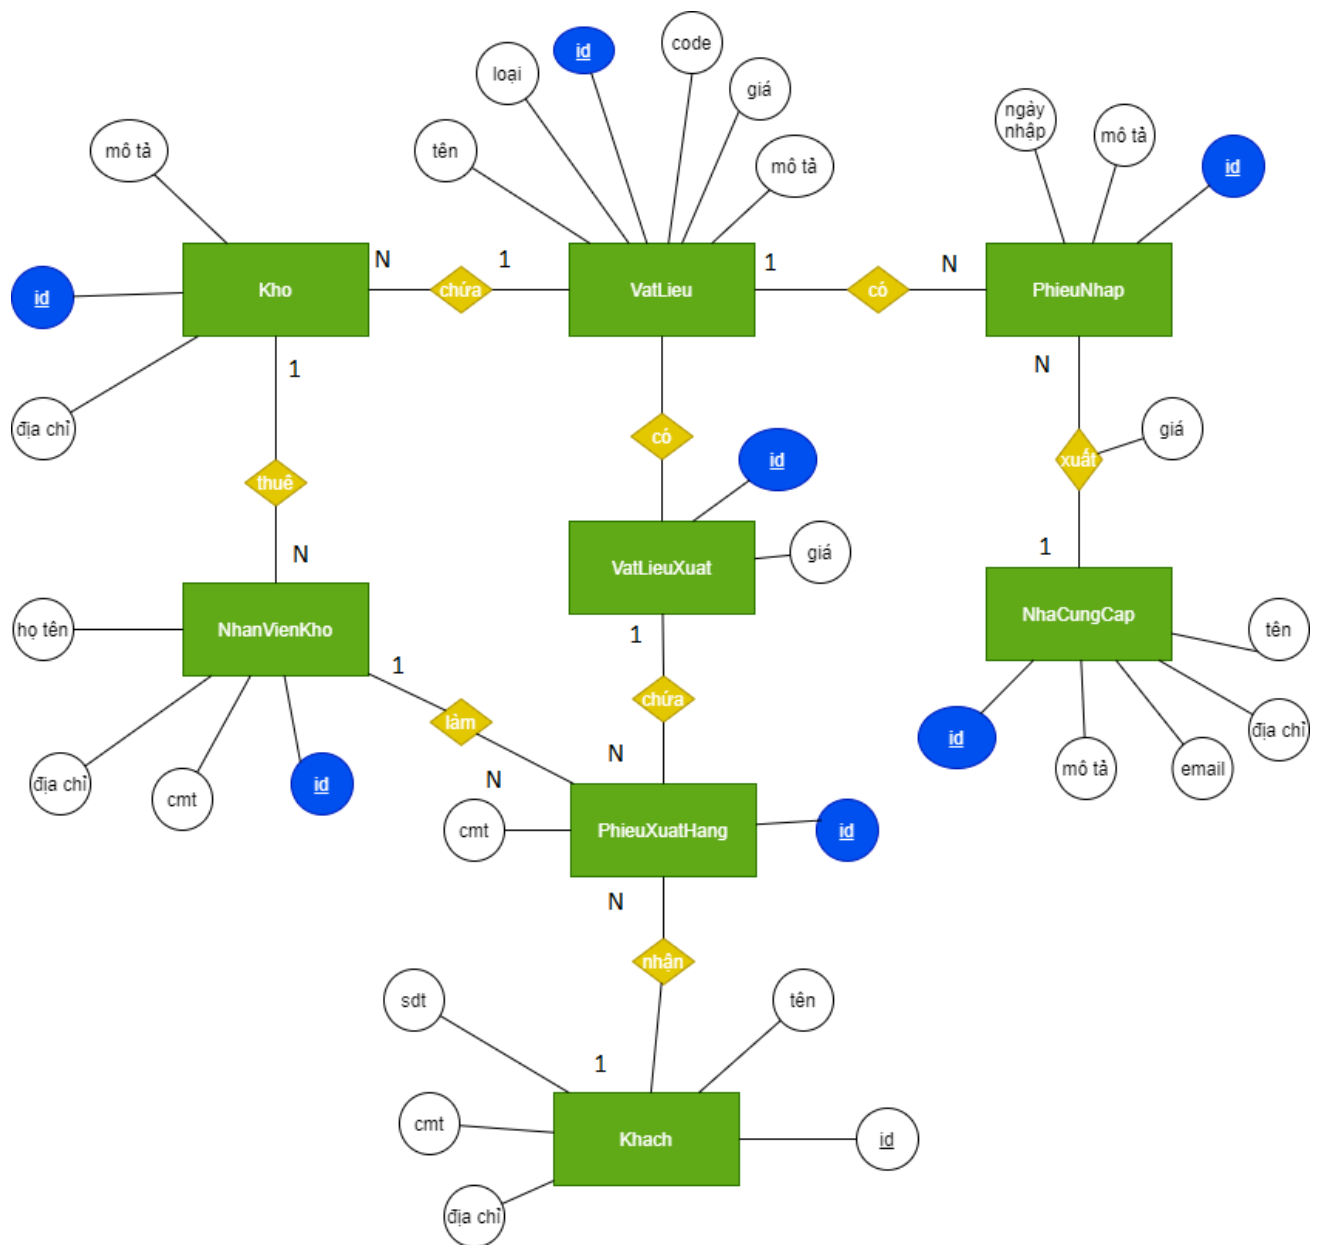 id
code
loại
giá
ngày
nhập
mô tả
tên
mô tả
mô tả
id
Kho
N
chứa
1
VatLieu
1
có
N
PhieuNhap
id
địa chỉ
1
thuê
N
có
id
N
xuất
giá
1
VatLieuXuat
giá
NhaCungCap
tên
id
mô tả
email
địa chỉ
họ tên
NhanVienKho
địa chỉ
cmt
id
1
làm
N
1
chứa
N
cmt
PhieuXuatHang
id
N
nhận
1
sdt
tên
cmt
Khach
id
địa chỉ